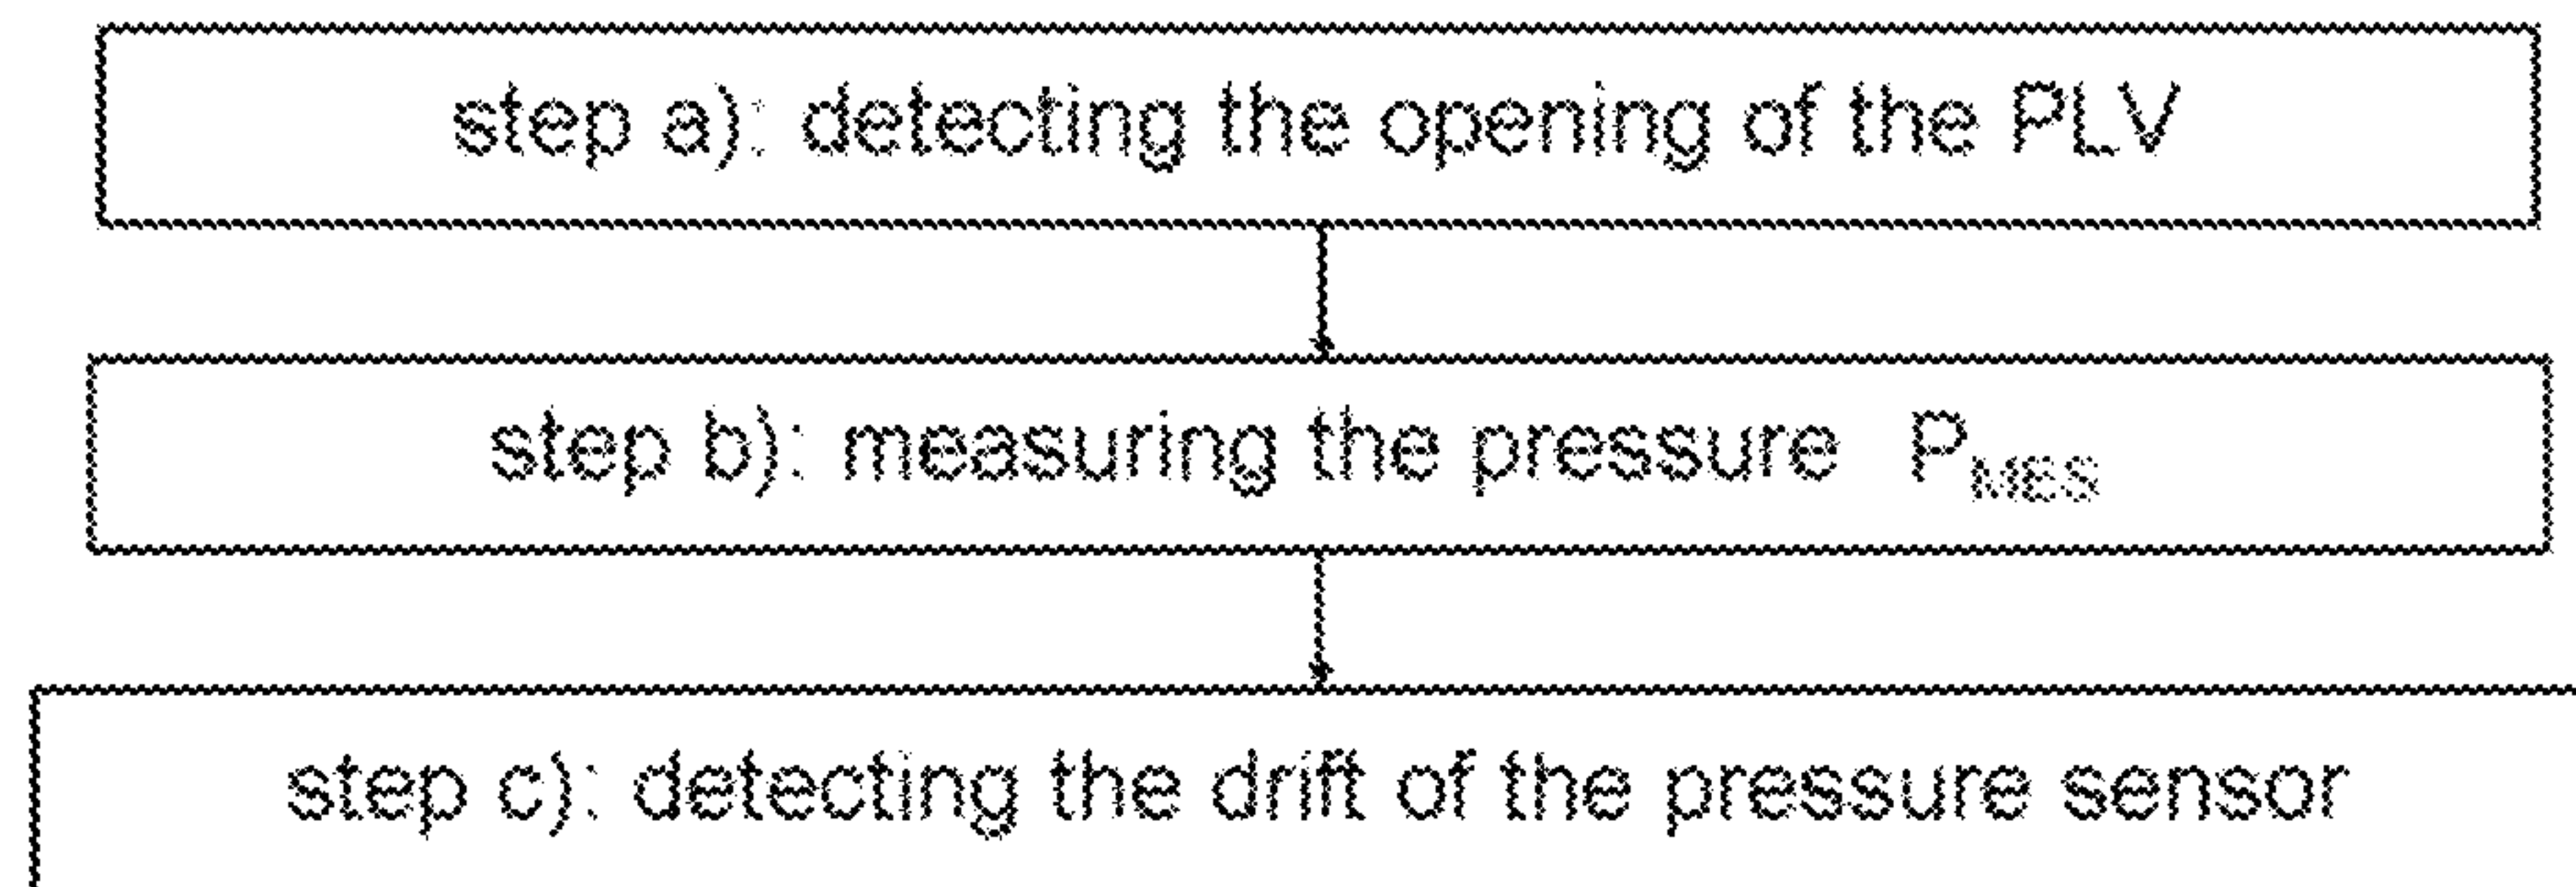 step a): detecting the opening of the PLV
step b): measuring the pressure P_MES
step c): detecting the drift of the pressure sensor